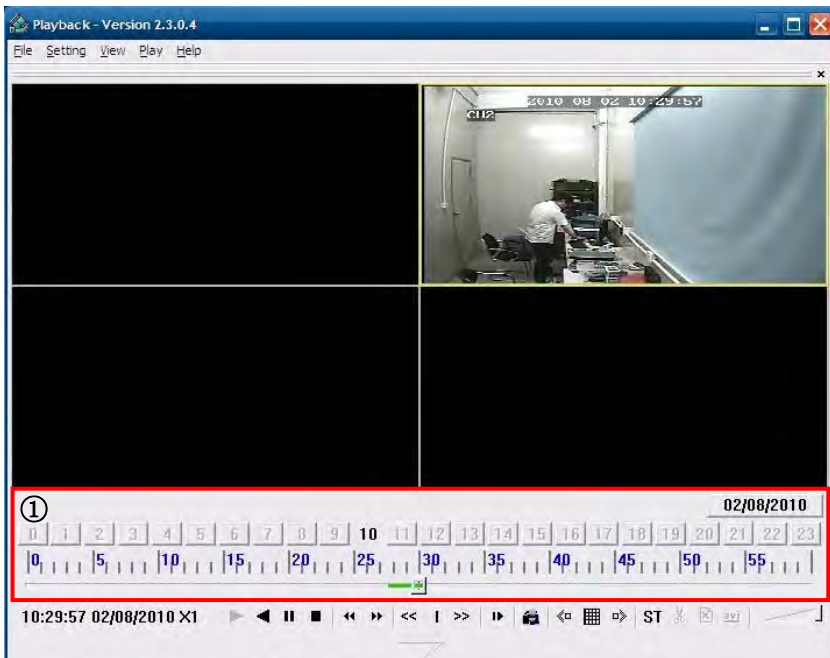 Playback - Version 2.3.0.4
File Setting View Play Help
2010 08 02 10:29:57
CH2
①
02/08/2010
0 1 2 3 4 5 6 7 8 9 10 11 12 13 14 15 16 17 18 19 20 21 22 23
0 5 10 15 20 25 30 35 40 45 50 55
10:29:57 02/08/2010 X1 << I >> ST avi